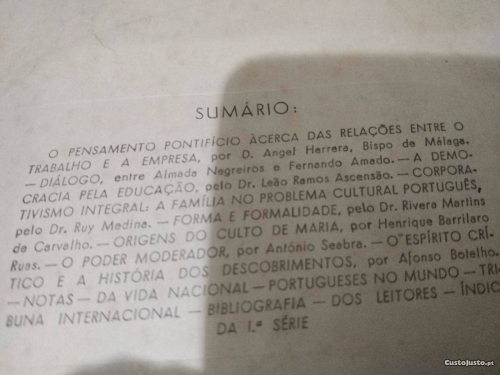 SUMÁRIO:
O PENSAMENTO PONTIFÍCIO ÀCERCA DAS RELAÇÕES ENTRE O
TRABALHO E A EMPRESA, por D. Angel Herrera, Bispo de Málaga.
— DIÁLOGO, entre Almada Negreiros e Fernando Amado. — A DEMO-
CRACIA PELA EDUCAÇÃO, pelo Dr. Leão Ramos Ascensão. — CORPORA-
TIVISMO INTEGRAL: A FAMÍLIA NO PROBLEMA CULTURAL PORTUGUÊS,
pelo Dr. Ruy Madina. — FORMA E FORMALIDADE, pelo Dr. Rivera Martins
de Carvalho. — ORIGENS DO CULTO DE MARIA, por Henrique Barrilaro
Ruas. — O PODER MODERADOR, por António Seabra. — O ESPÍRITO CRÍ-
TICO E A HISTÓRIA DOS DESCOBRIMENTOS, por Afonso Botelho.
— NOTAS — DA VIDA NACIONAL — PORTUGUESES NO MUNDO — TRI-
BUNA INTERNACIONAL — BIBLIOGRAFIA — DOS LEITORES — ÍNDIC
DA 1.ª SÉRIE
CustoJusto.pt